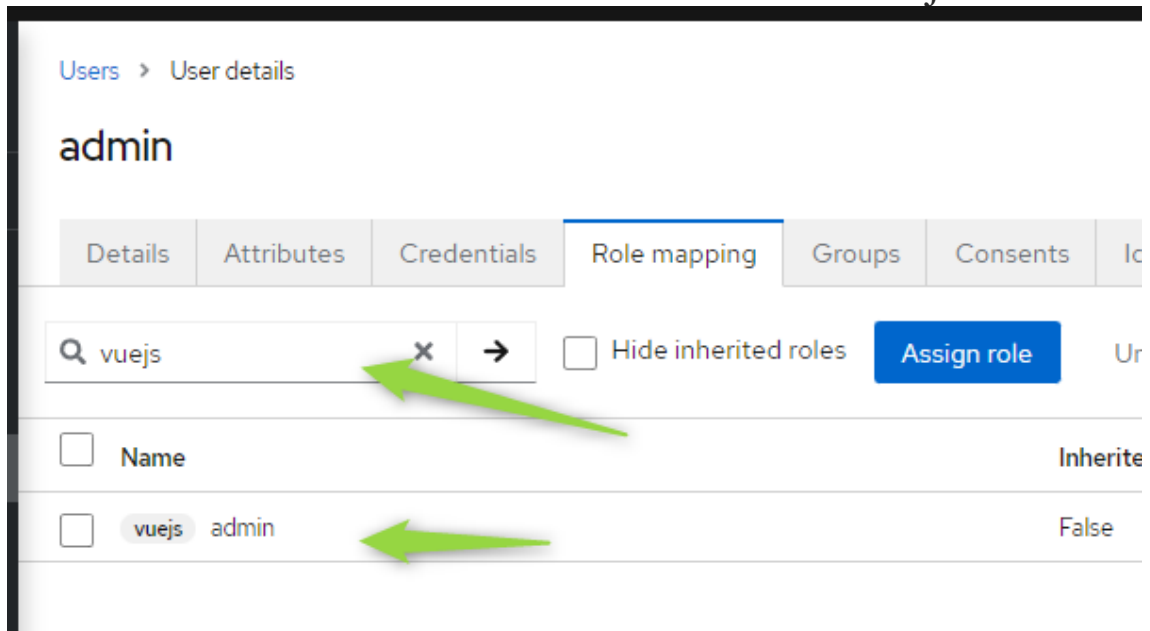 Users > User details
admin
Details Attributes Credentials Role mapping Groups Consents
vuejs Hide inherited roles Assign role
Name
vuejs admin False